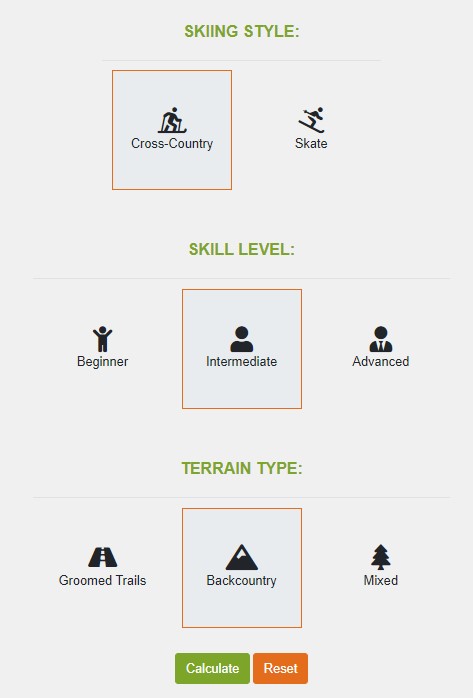 SKIING STYLE:
Cross-Country
Skate
SKILL LEVEL:
Beginner
Intermediate
Advanced
TERRAIN TYPE:
Groomed Trails
Backcountry
Mixed
Calculate
Reset